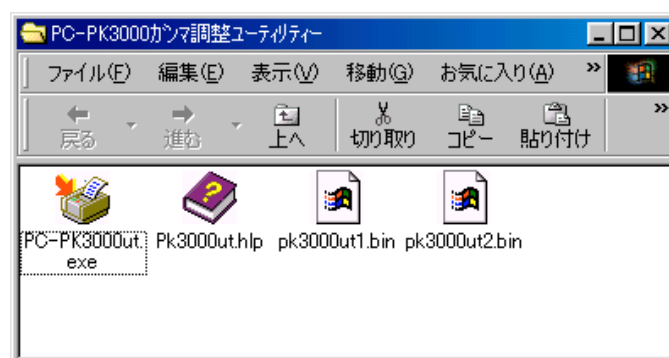 PC-PK3000ガンマ調整ユーティリティー
ファイル(F) 編集(E) 表示(V) 移動(G) お気に入り(A) »
戻る 進む 上へ 切り取り コピー 貼り付け »
PC-PK3000ut.exe Pk3000ut.hlp pk3000ut1.bin pk3000ut2.bin